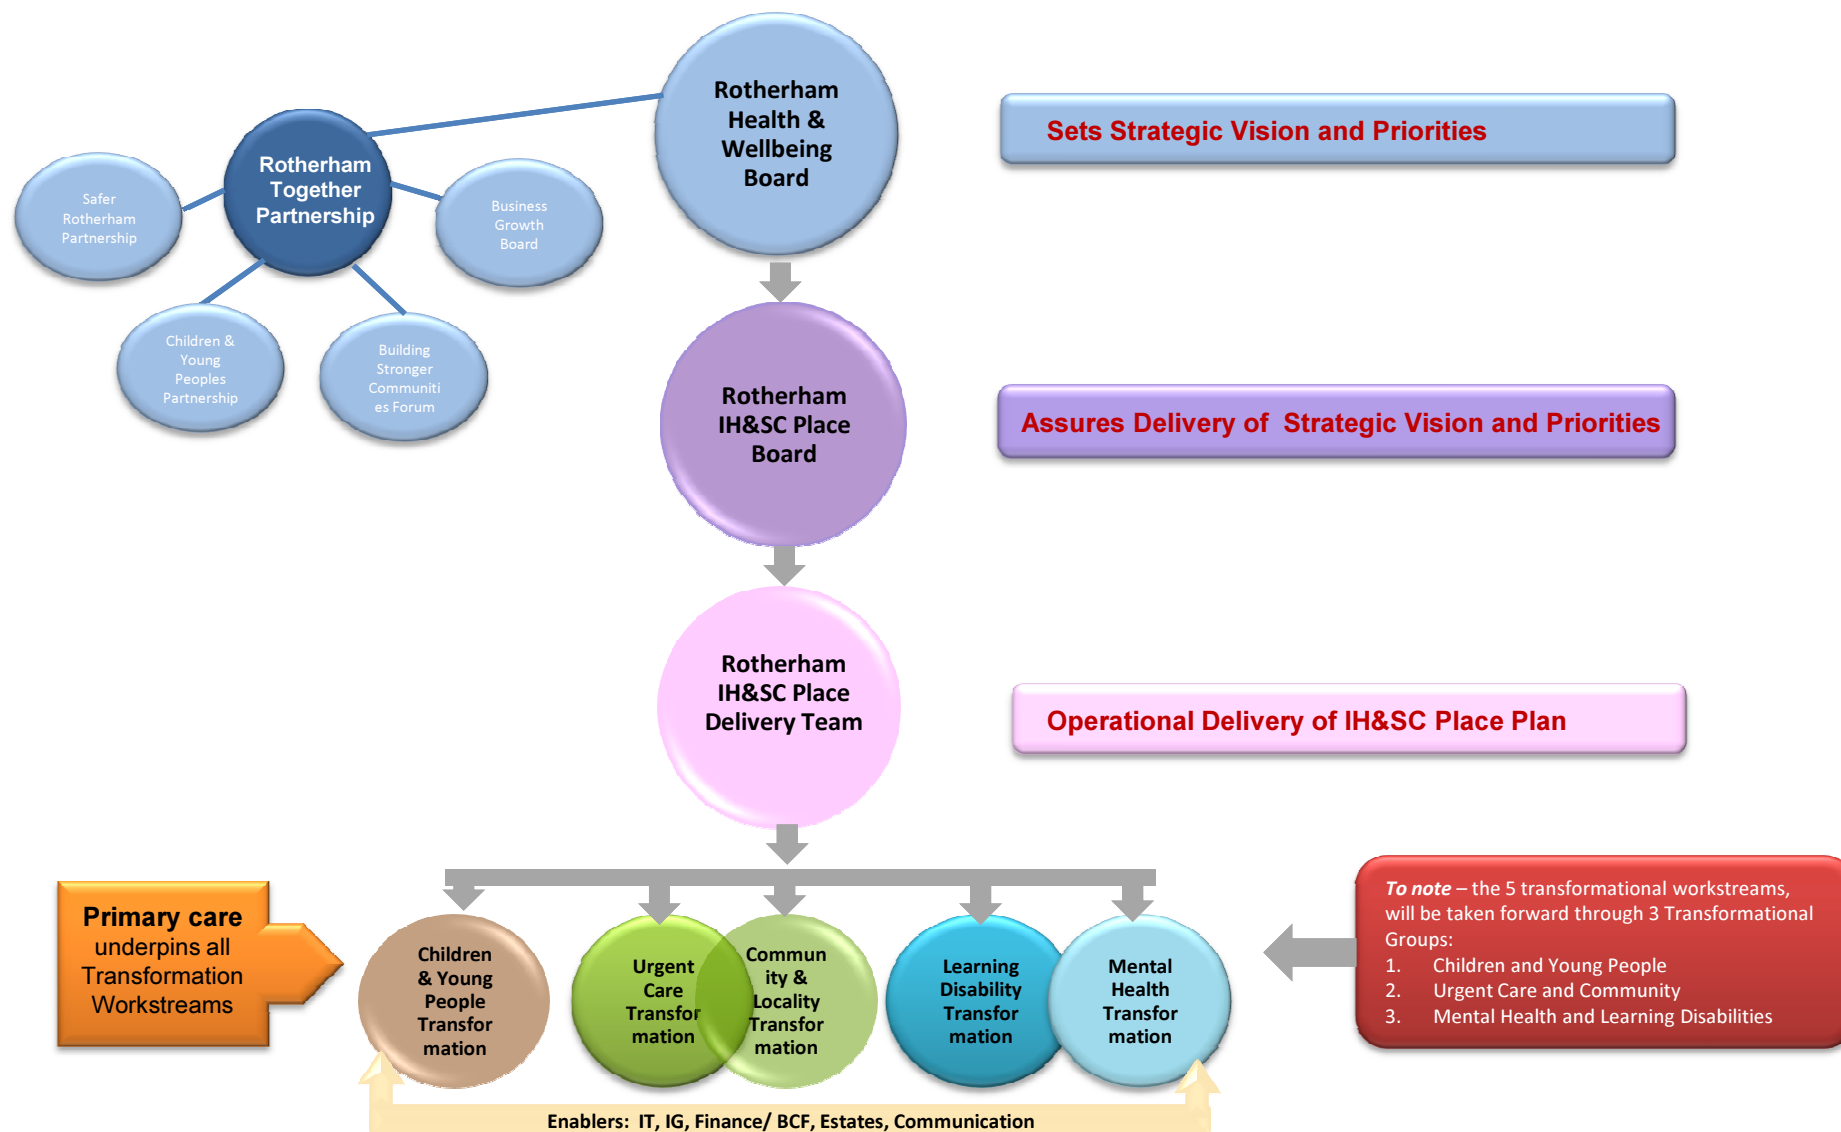 Rotherham
Health &
Wellbeing
Board
Sets Strategic Vision and Priorities
Rotherham
Together
Partnership
Safer
Rotherham
Partnership
Business
Growth
Board
Children &
Young
Peoples
Partnership
Building
Stronger
Communiti
es Forum
Rotherham
IH&SC Place
Board
Assures Delivery of  Strategic Vision and Priorities
Rotherham
IH&SC Place
Delivery Team
Operational Delivery of IH&SC Place Plan
Primary care
underpins all
Transformation
Workstreams
Children
& Young
People
Transfor
mation
Urgent
Care
Transfor
mation
Commun
ity &
Locality
Transfor
mation
Learning
Disability
Transfor
mation
Mental
Health
Transfor
mation
To note – the 5 transformational workstreams,
will be taken forward through 3 Transformational
Groups:
1. Children and Young People
2. Urgent Care and Community
3. Mental Health and Learning Disabilities
Enablers:  IT, IG, Finance/ BCF, Estates, Communication